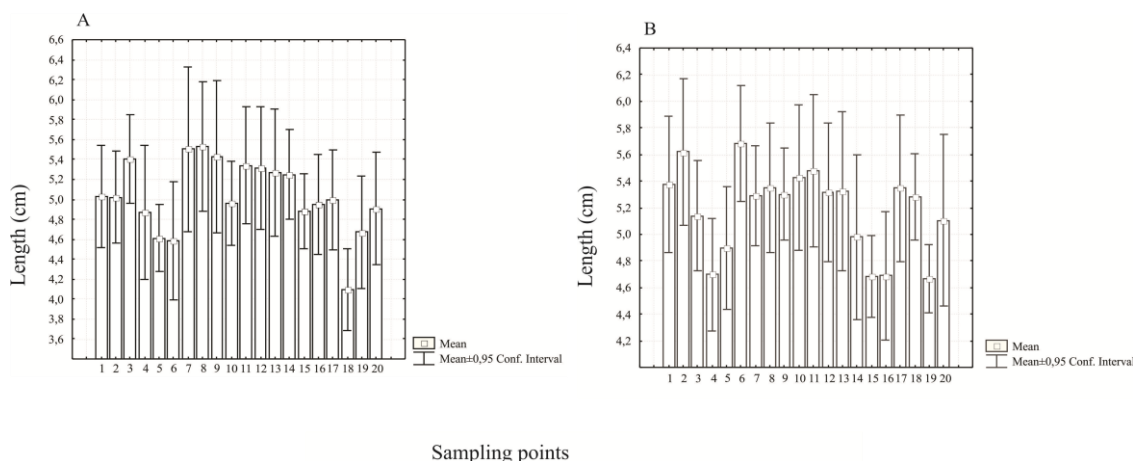 A
Length (cm)
6,6
6,4
6,2
6,0
5,8
5,6
5,4
5,2
5,0
4,8
4,6
4,4
4,2
4,0
3,8
3,6
1 2 3 4 5 6 7 8 9 10 11 12 13 14 15 16 17 18 19 20
Mean
Mean±0,95 Conf. Interval
B
Length (cm)
6,4
6,2
6,0
5,8
5,6
5,4
5,2
5,0
4,8
4,6
4,4
4,2
1 2 3 4 5 6 7 8 9 10 11 12 13 14 15 16 17 18 19 20
Mean
Mean±0,95 Conf. Interval
Sampling points